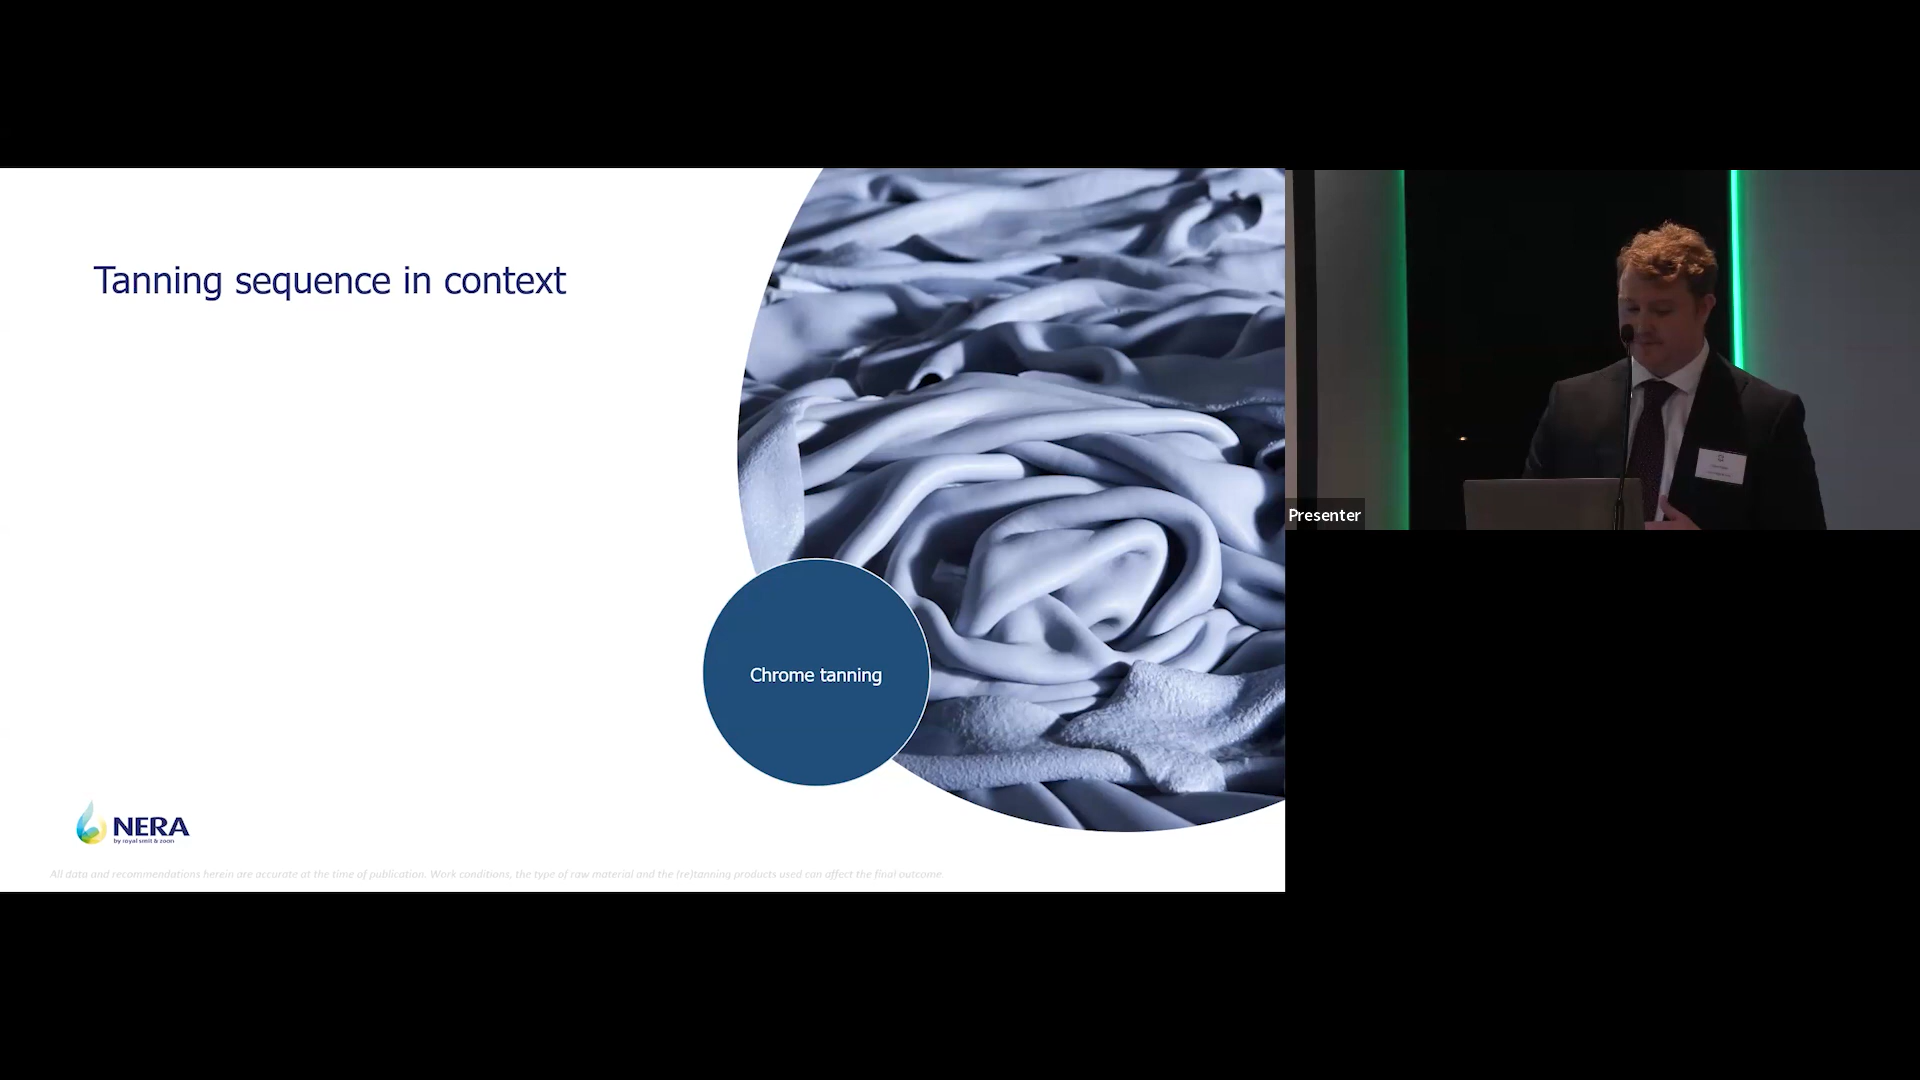 Tanning sequence in context
Chrome tanning
NERA
by royal smit & zoon
All data and recommendations herein are accurate at the time of publication. Work conditions, the type of raw material and the (re)tanning products used can affect the final outcome.
Presenter